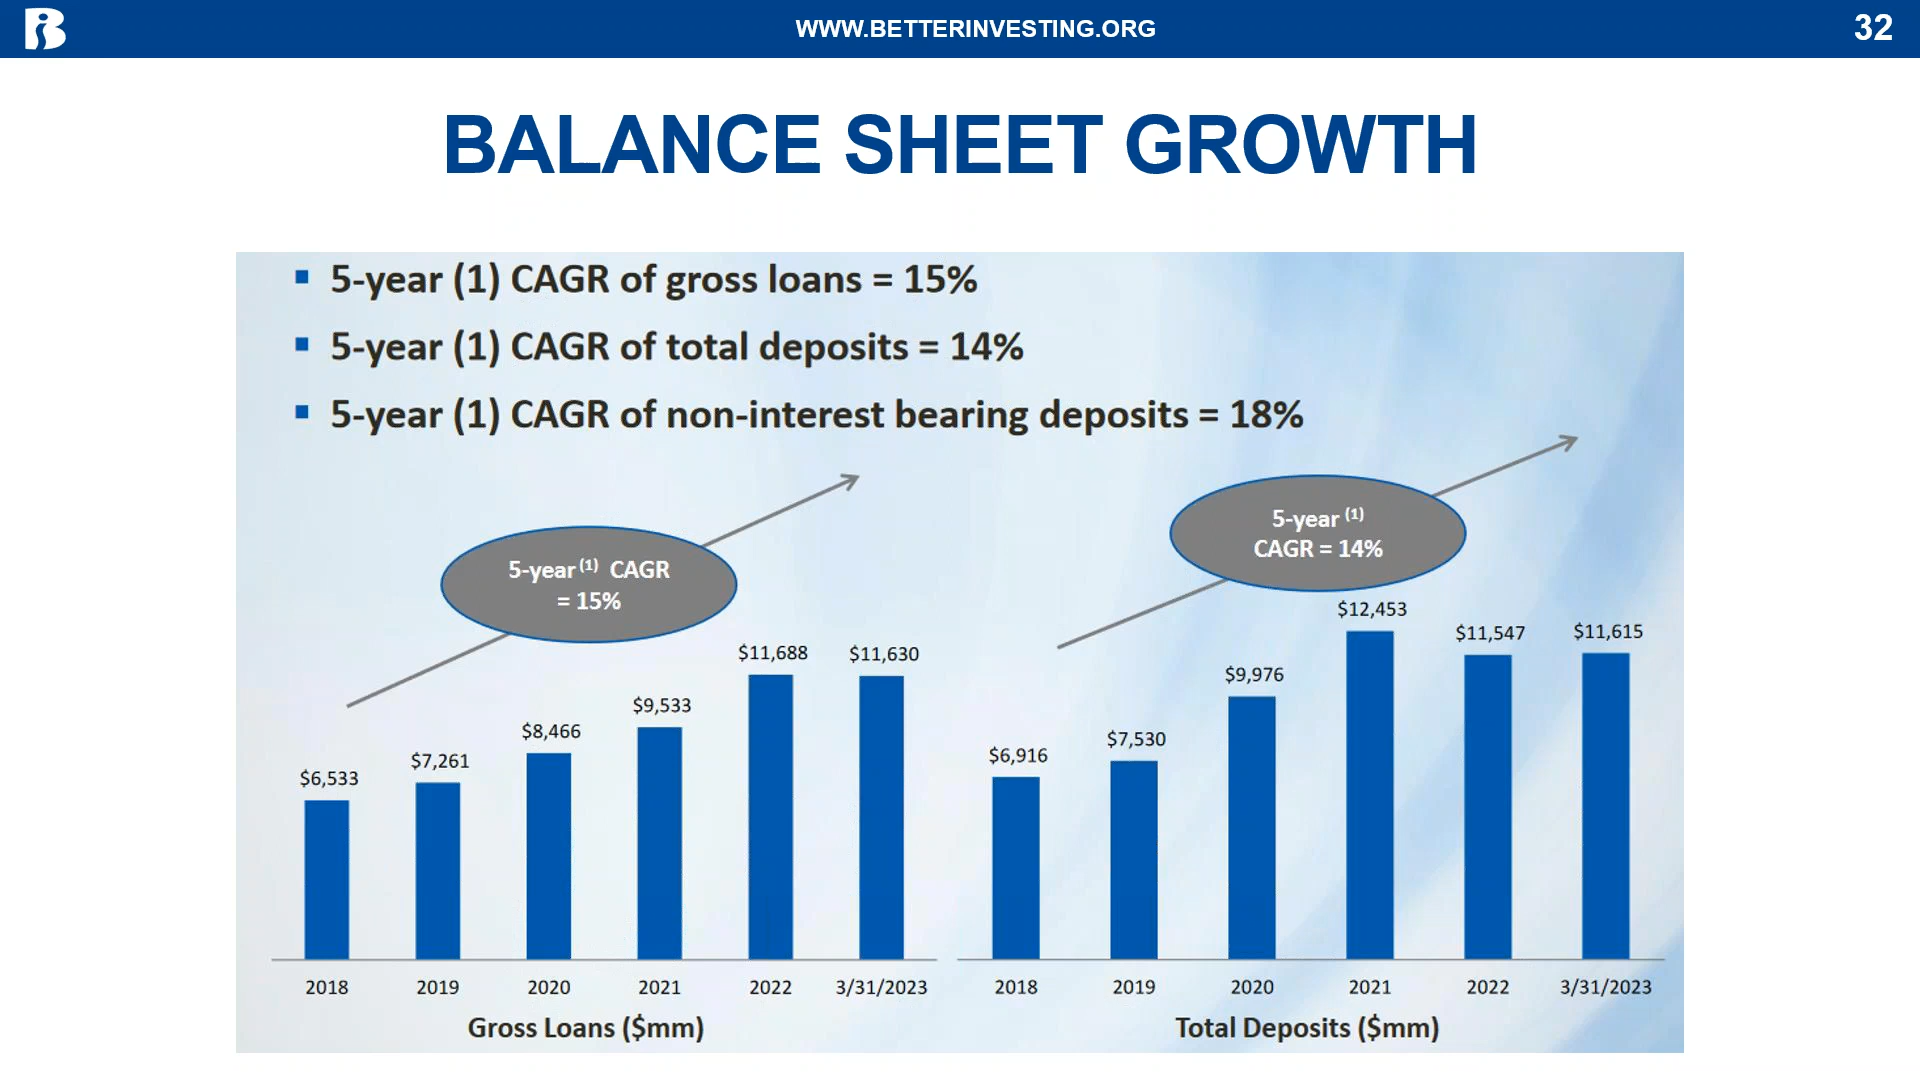 WWW.BETTERINVESTING.ORG
32
BALANCE SHEET GROWTH
5-year (1) CAGR of gross loans = 15%
5-year (1) CAGR of total deposits = 14%
5-year (1) CAGR of non-interest bearing deposits = 18%
5-year (1) CAGR
= 15%
$6,533
$7,261
$8,466
$9,533
$11,688
$11,630
2018
2019
2020
2021
2022
3/31/2023
Gross Loans ($mm)
5-year (1)
CAGR = 14%
$6,916
$7,530
$9,976
$12,453
$11,547
$11,615
2018
2019
2020
2021
2022
3/31/2023
Total Deposits ($mm)